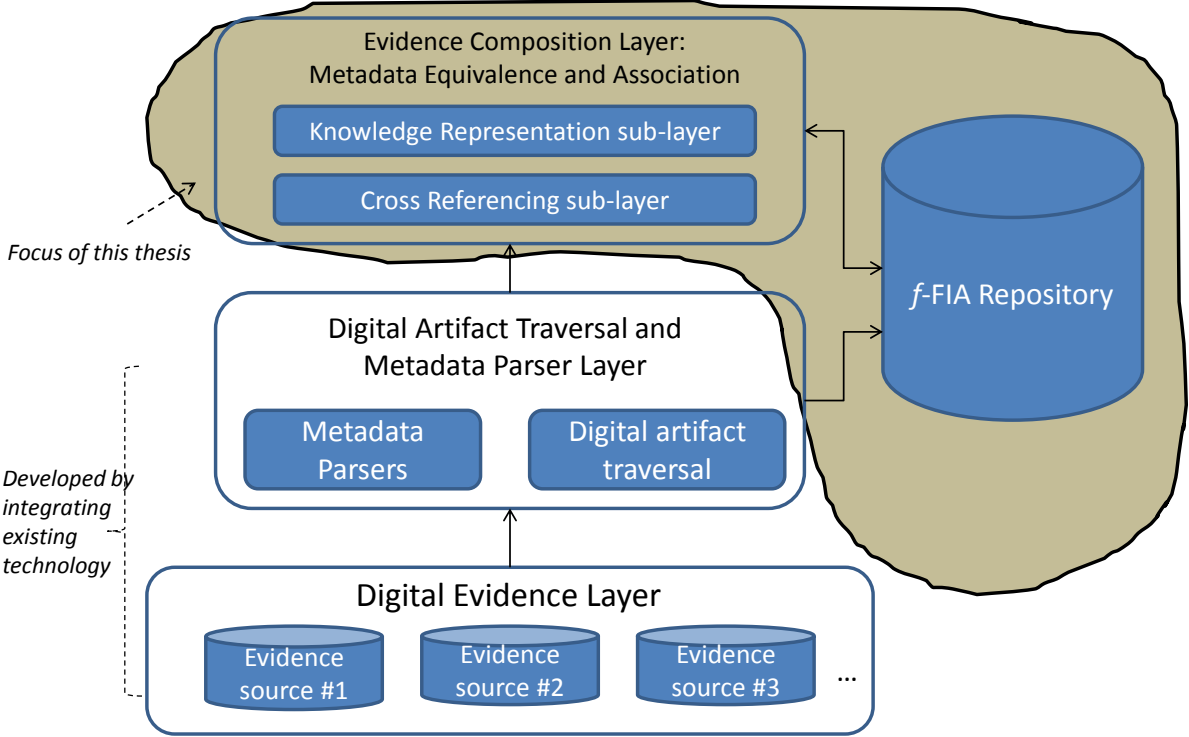 Evidence Composition Layer:
Metadata Equivalence and Association
Knowledge Representation sub-layer
Cross Referencing sub-layer
Focus of this thesis
f-FIA Repository
Digital Artifact Traversal and
Metadata Parser Layer
Metadata
Parsers
Digital artifact
traversal
Developed by
integrating
existing
technology
Digital Evidence Layer
Evidence
source #1
Evidence
source #2
Evidence
source #3
...